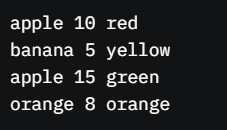 apple 10 red
banana 5 yellow
apple 15 green
orange 8 orange